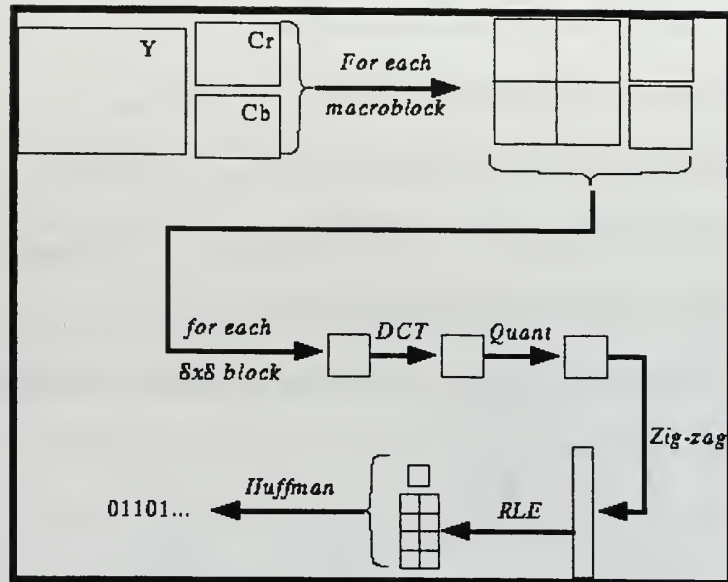 Y
Cr
Cb
For each
macroblock
for each
8x8 block
DCT
Quant
Zig-zag
RLE
Huffman
01101...